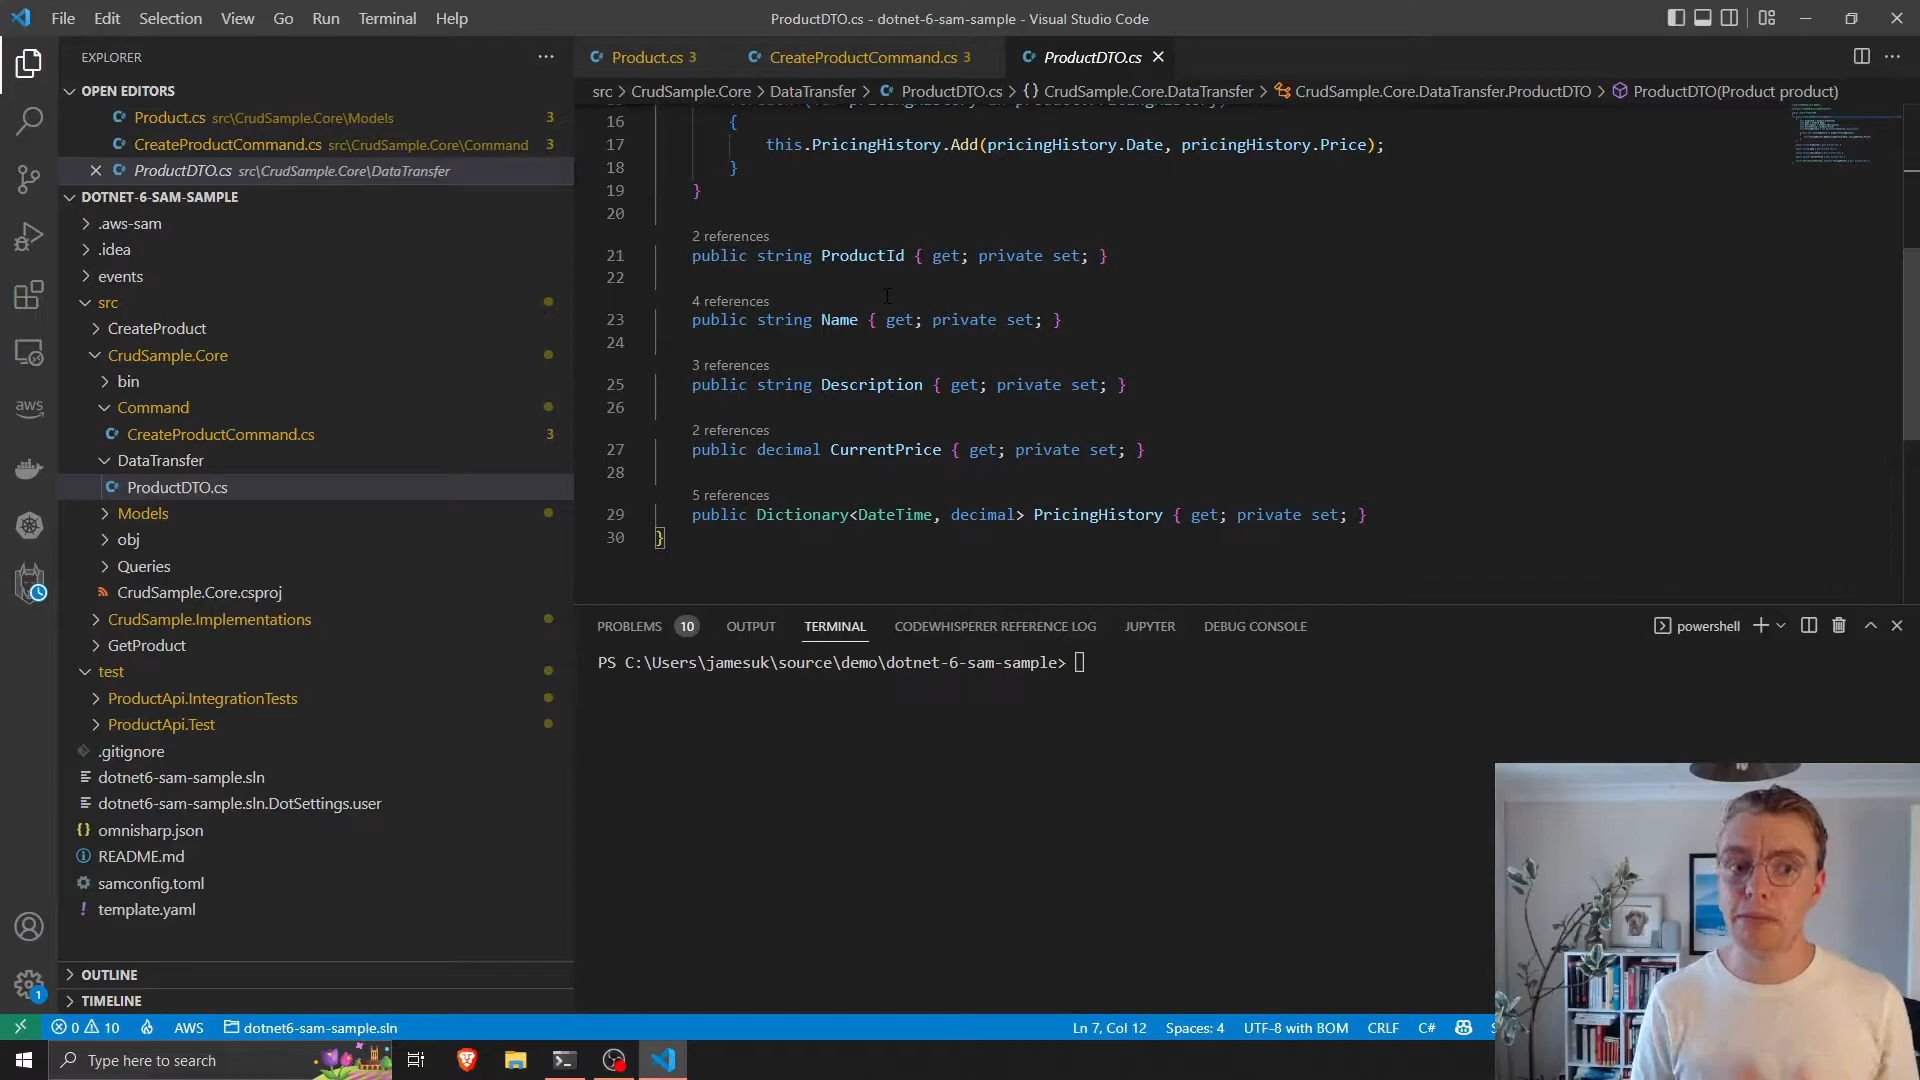 File Edit Selection View Go Run Terminal Help
ProductDTO.cs - dotnet-6-sam-sample - Visual Studio Code
EXPLORER
OPEN EDITORS
Product.cs src\CrudSample.Core\Models 3
CreateProductCommand.cs src\CrudSample.Core\Command 3
ProductDTO.cs src\CrudSample.Core\DataTransfer
DOTNET-6-SAM-SAMPLE
.aws-sam
.idea
events
src
CreateProduct
CrudSample.Core
bin
Command
CreateProductCommand.cs 3
DataTransfer
ProductDTO.cs
Models
obj
Queries
CrudSample.Core.csproj
CrudSample.Implementations
GetProduct
test
ProductApi.IntegrationTests
ProductApi.Test
.gitignore
dotnet6-sam-sample.sln
dotnet6-sam-sample.sln.DotSettings.user
omnisharp.json
README.md
samconfig.toml
template.yaml
OUTLINE
TIMELINE
aws
1
Product.cs 3 CreateProductCommand.cs 3 ProductDTO.cs
src > CrudSample.Core > DataTransfer > ProductDTO.cs > {} CrudSample.Core.DataTransfer > CrudSample.Core.DataTransfer.ProductDTO > ProductDTO(Product product)
16 {
17 this.PricingHistory.Add(pricingHistory.Date, pricingHistory.Price);
18 }
19 }
20
2 references
21 public string ProductId { get; private set; }
22
4 references
23 public string Name { get; private set; }
24
3 references
25 public string Description { get; private set; }
26
2 references
27 public decimal CurrentPrice { get; private set; }
28
5 references
29 public Dictionary<DateTime, decimal> PricingHistory { get; private set; }
30 }
PROBLEMS 10 OUTPUT TERMINAL CODEWHISPERER REFERENCE LOG JUPYTER DEBUG CONSOLE powershell
PS C:\Users\jamesuk\source\demo\dotnet-6-sam-sample>
0 10 AWS dotnet6-sam-sample.sln Ln 7, Col 12 Spaces: 4 UTF-8 with BOM CRLF C#
Type here to search